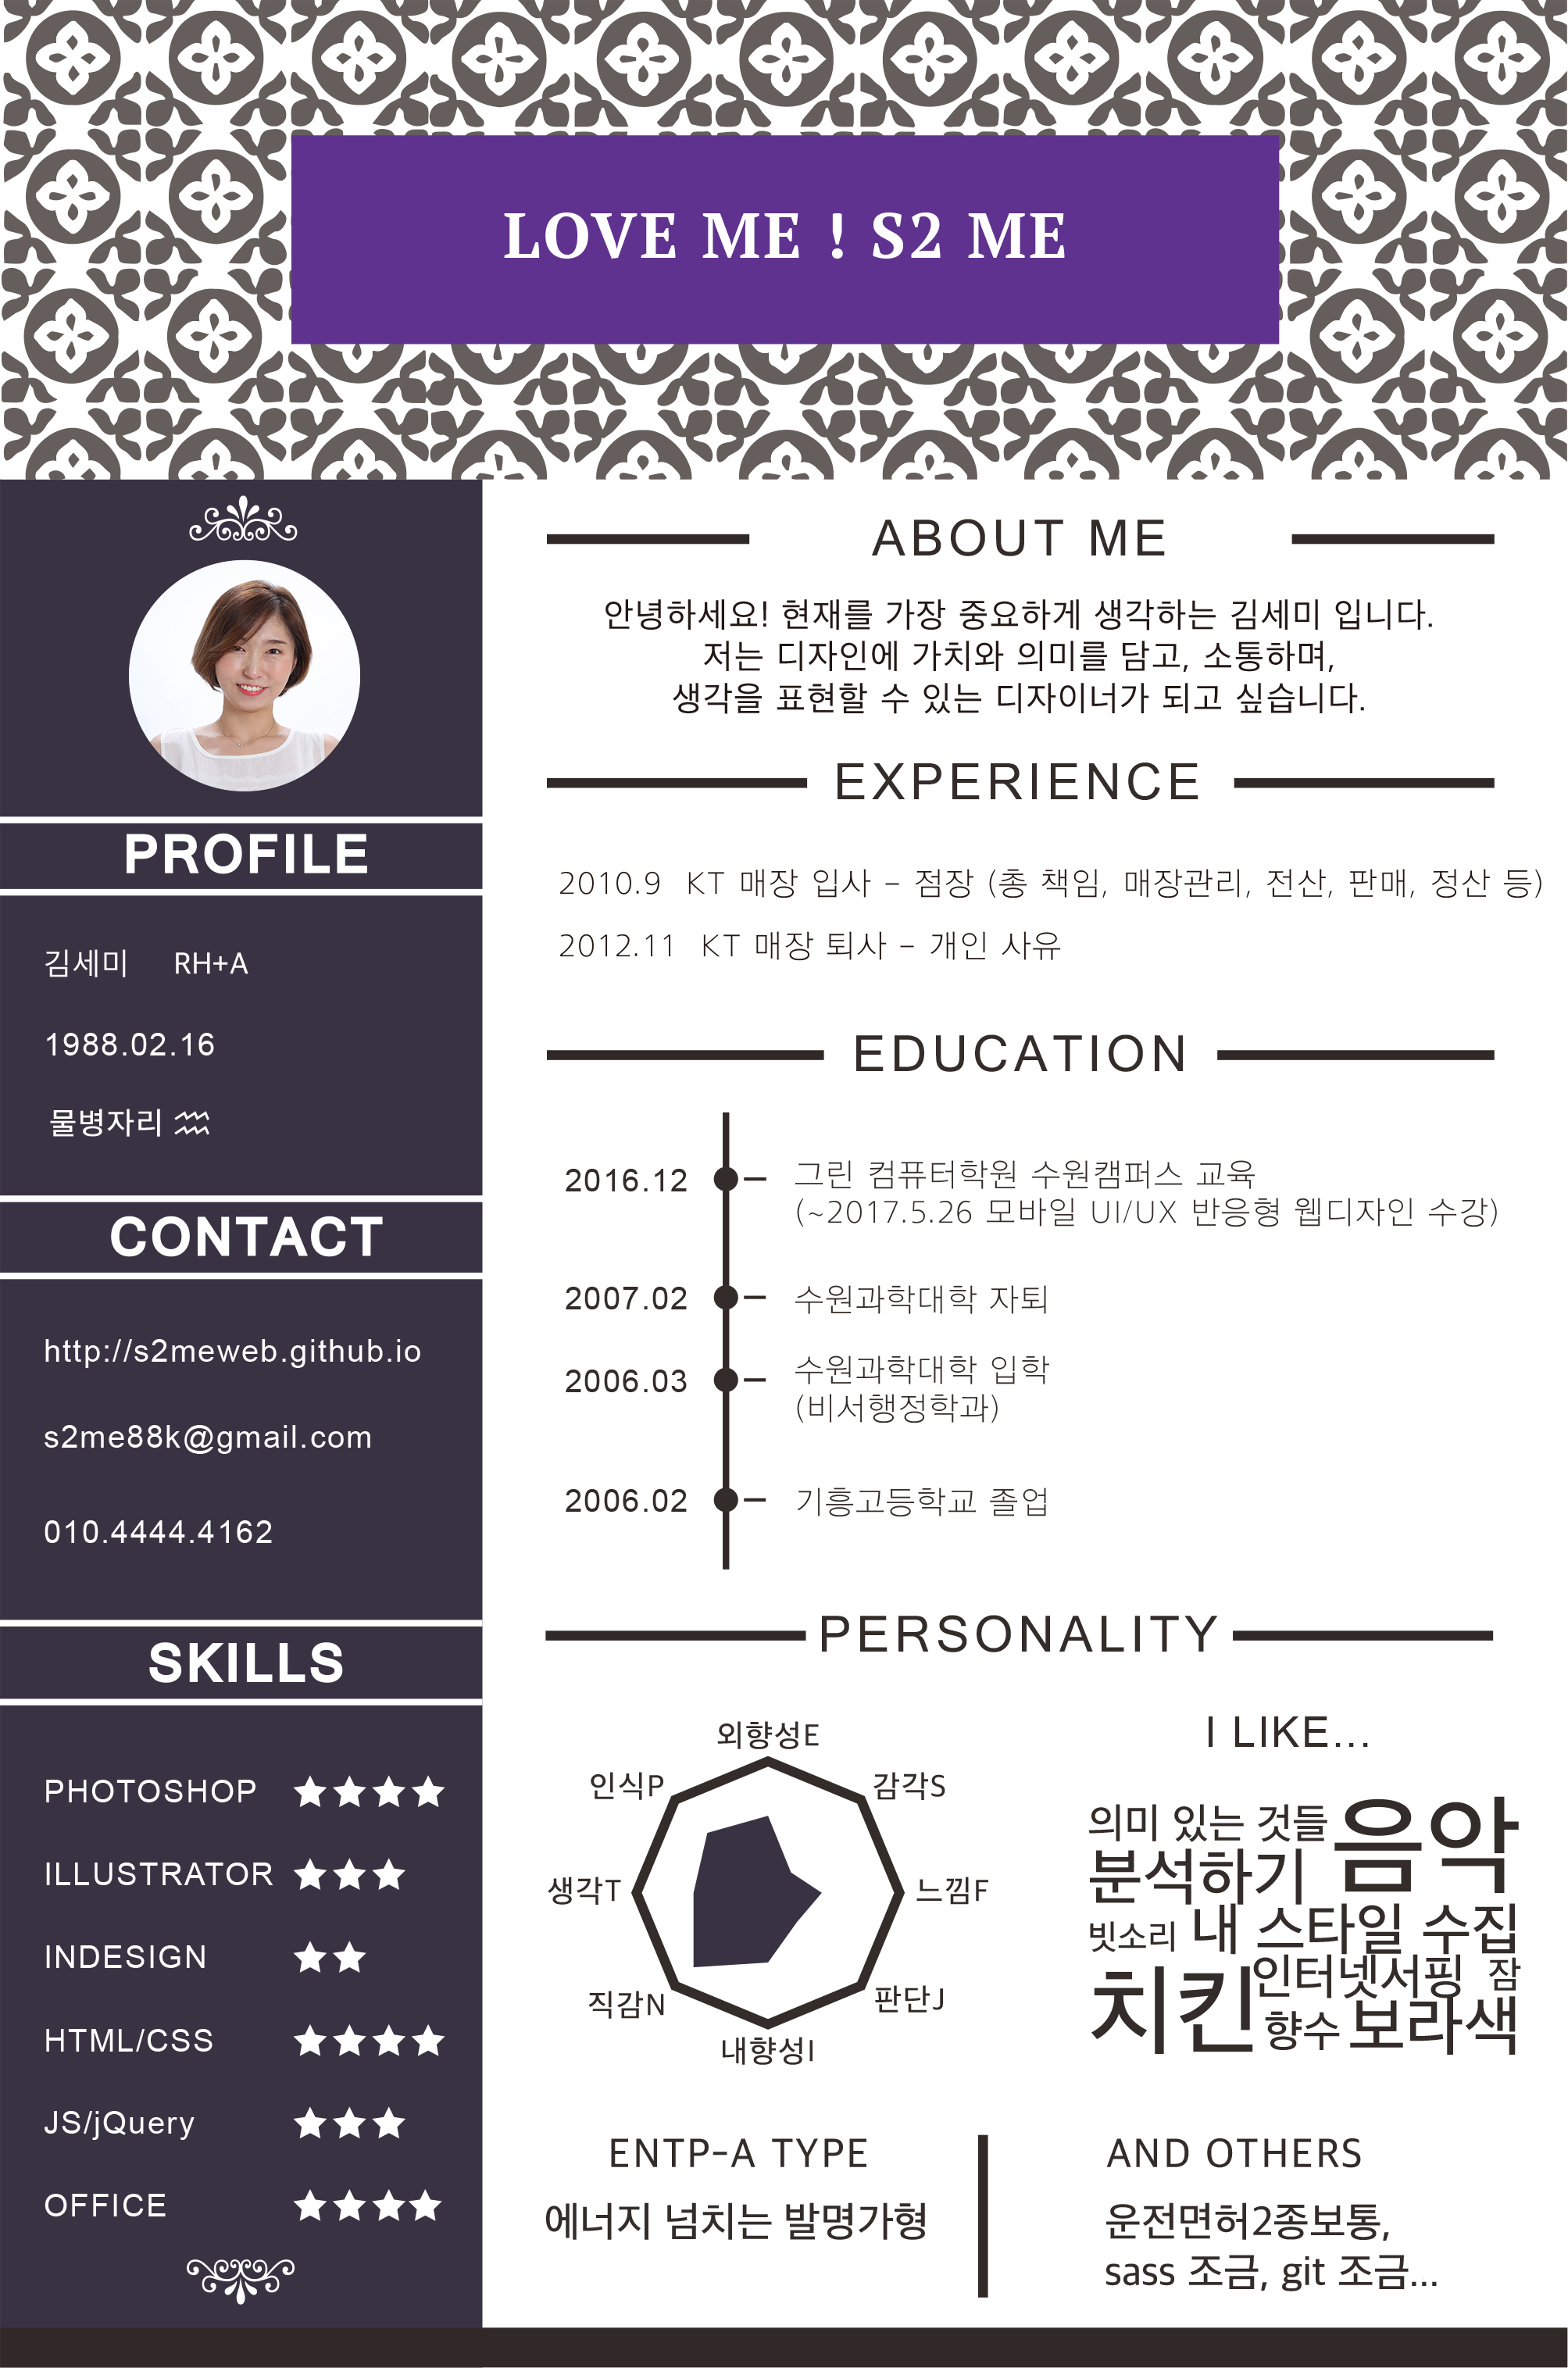 LOVE ME ! S2 ME
PROFILE
김세미 RH+A
1988.02.16
물병자리
CONTACT
http://s2meweb.github.io
s2me88k@gmail.com
010.4444.4162
SKILLS
PHOTOSHOP
ILLUSTRATOR
INDESIGN
HTML/CSS
JS/jQuery
OFFICE
ABOUT ME
안녕하세요! 현재를 가장 중요하게 생각하는 김세미 입니다.
저는 디자인에 가치와 의미를 담고, 소통하며,
생각을 표현할 수 있는 디자이너가 되고 싶습니다.
EXPERIENCE
2010.9 KT 매장 입사 – 점장 (총 책임, 매장관리, 전산, 판매, 정산 등)
2012.11 KT 매장 퇴사 – 개인 사유
EDUCATION
2016.12 그린 컴퓨터학원 수원캠퍼스 교육
(~2017.5.26 모바일 UI/UX 반응형 웹디자인 수강)
2007.02 수원과학대학 자퇴
2006.03 수원과학대학 입학
(비서행정학과)
2006.02 기흥고등학교 졸업
PERSONALITY
외향성E
인식P
감각S
생각T
느낌F
직감N
판단J
내향성I
I LIKE...
의미 있는 것들
음악
분석하기
빗소리
내 스타일 수집
치킨
인터넷서핑
잠
향수
보라색
ENTP-A TYPE
에너지 넘치는 발명가형
AND OTHERS
운전면허2종보통,
sass 조금, git 조금...